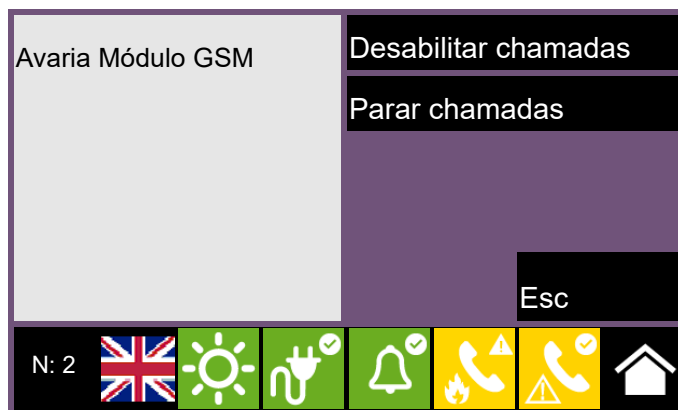 Avaria Módulo GSM
Desabilitar chamadas
Parar chamadas
Esc
N: 2